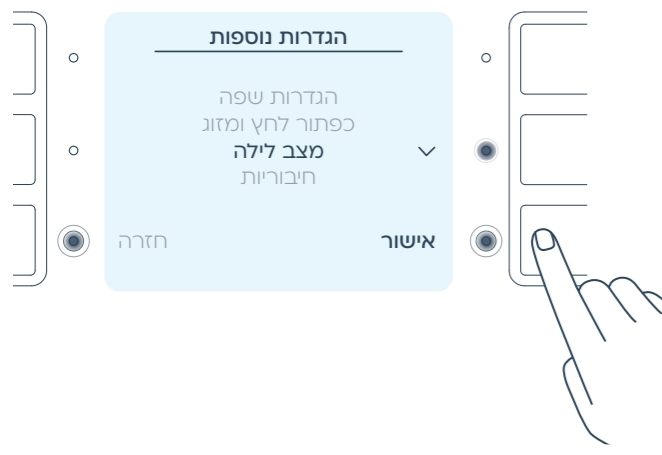 הגדרות נוספות
הגדרות שפה
כפתור לחץ ומזוג
מצב לילה
חיבוריות
אישור
חזרה